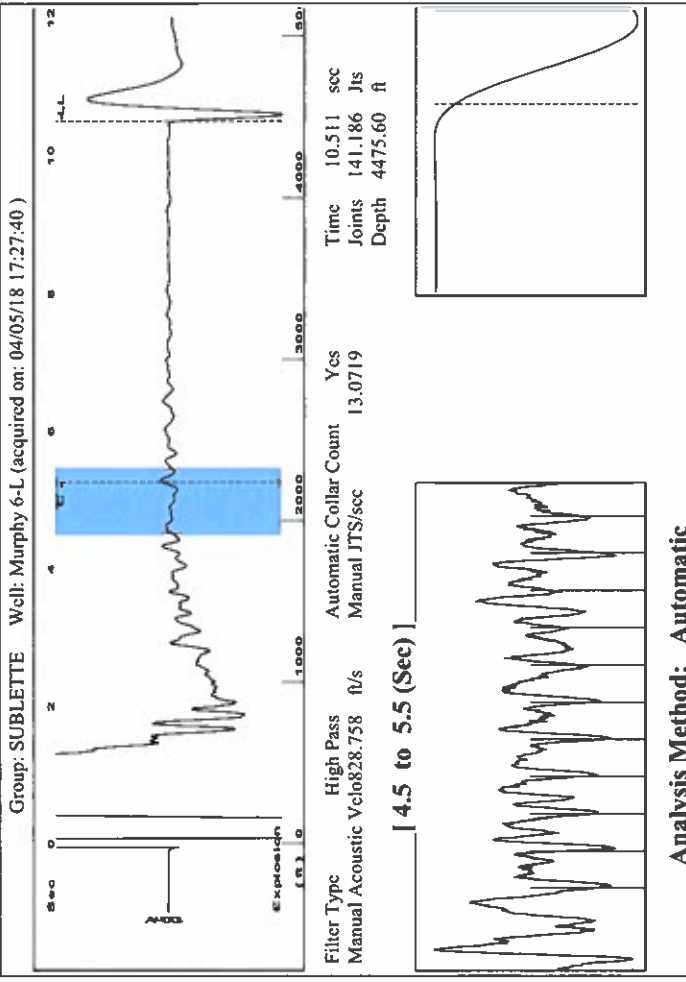 Group: SUBLETTE Well: Murphy 6-L (acquired on: 04/05/18 17:27:40 )
Sec 0 2 4 6 8 10 12
Explosion
(ft) 0 1000 2000 3000 4000
LL
Filter Type High Pass Automatic Collar Count Yes Time 10.511 sec
Manual Acoustic Velo828.758 ft/s Manual JTS/sec 13.0719 Joints 141.186 Jts
Depth 4475.60 ft
[ 4.5 to 5.5 (Sec) ]
Analysis Method: Automatic